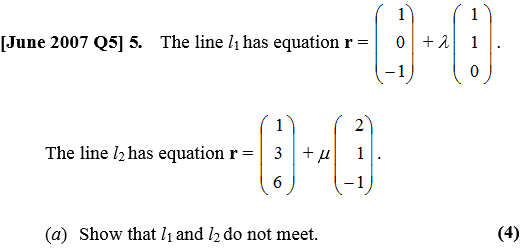 [June 2007 Q5] 5. The line l₁ has equation r = ( 1 0 −1 ) + λ ( 1 1 0 ) .
The line l₂ has equation r = ( 1 3 6 ) + μ ( 2 1 −1 ) .
(a) Show that l₁ and l₂ do not meet. (4)